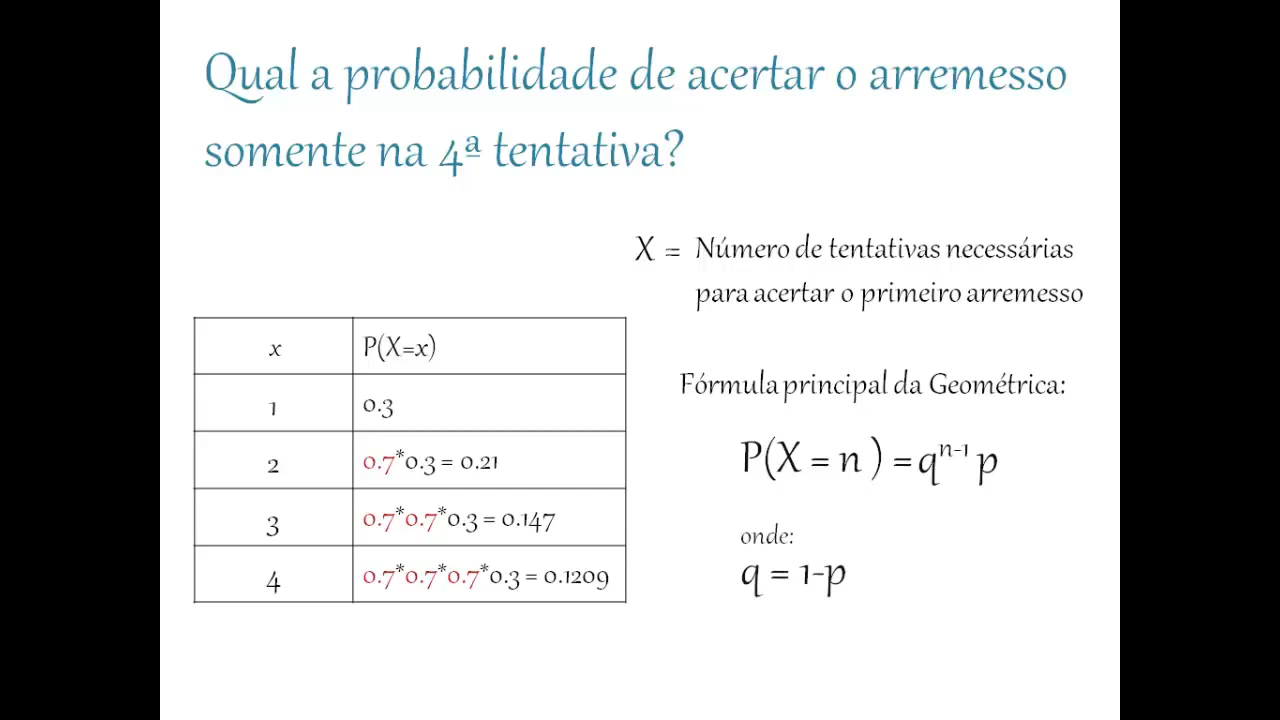 Qual a probabilidade de acertar o arremesso
somente na 4ª tentativa?
X = Número de tentativas necessárias
para acertar o primeiro arremesso
x P(X=x)
1 0.3
2 0.7*0.3 = 0.21
3 0.7*0.7*0.3 = 0.147
4 0.7*0.7*0.7*0.3 = 0.1209
Fórmula principal da Geométrica:
P(X = n ) = qⁿ⁻¹ p
onde:
q = 1-p